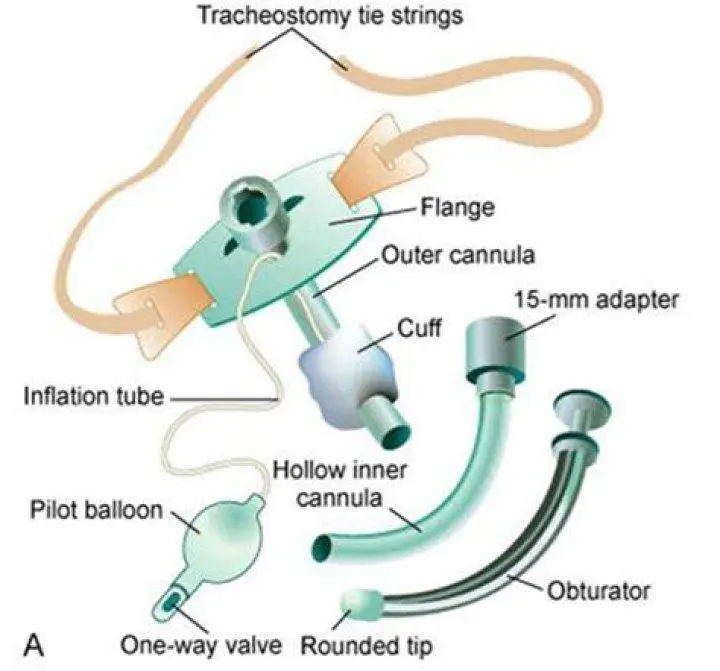 Tracheostomy tie strings
Flange
Outer cannula
15-mm adapter
Cuff
Inflation tube
Hollow inner
cannula
Pilot balloon
Obturator
A
One-way valve
Rounded tip